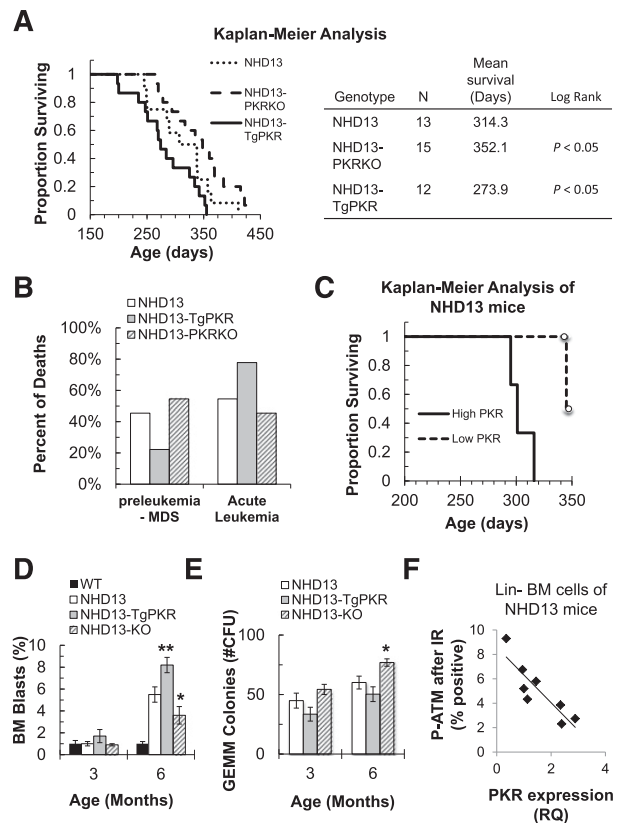 A
Kaplan-Meier Analysis
Proportion Surviving
1
0.8
0.6
0.4
0.2
0
150 250 350 450
Age (days)
NHD13
NHD13-
PKRKO
NHD13-
TgPKR
Genotype N Mean survival (Days) Log Rank
NHD13 13 314.3
NHD13-PKRKO 15 352.1 P < 0.05
NHD13-TgPKR 12 273.9 P < 0.05
B
NHD13
NHD13-TgPKR
NHD13-PKRKO
Percent of Deaths
100%
80%
60%
40%
20%
0%
preleukemia
- MDS
Acute
Leukemia
C
Kaplan-Meier Analysis of
NHD13 mice
Proportion Surviving
1
0.8
0.6
0.4
0.2
0
High PKR
Low PKR
200 250 300 350
Age (days)
D
WT
NHD13
NHD13-TgPKR
NHD13-KO
BM Blasts (%)
10
8
6
4
2
0
**
*
3 6
Age (Months)
E
NHD13
NHD13-TgPKR
NHD13-KO
GEMM Colonies (#CFU)
100
50
0
*
3 6
Age (Months)
F
Lin- BM cells of
NHD13 mice
P-ATM after IR
(% positive)
10
8
6
4
2
0
0 2 4
PKR expression
(RQ)